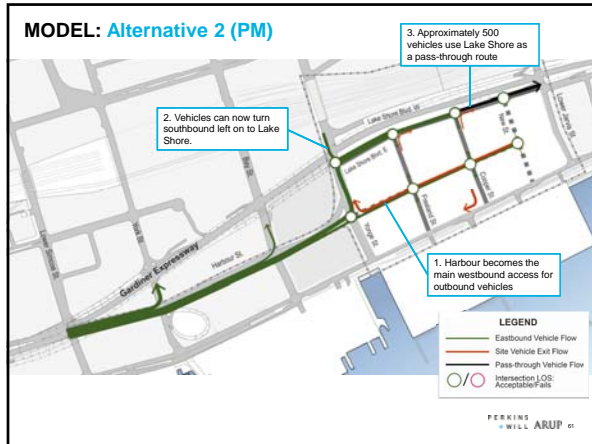 MODEL: Alternative 2 (PM)
3. Approximately 500
vehicles use Lake Shore as
a pass-through route
2. Vehicles can now turn
southbound left on to Lake
Shore.
Lake Shore Blvd. W
Lake Shore Blvd. E
New St.
Lower Jarvis St.
Bay St.
York St.
Lower Simcoe St.
Gardiner Expressway
Harbour St.
Yonge St.
Freeland St.
Cooper St.
1. Harbour becomes the
main westbound access for
outbound vehicles
LEGEND
Eastbound Vehicle Flow
Site Vehicle Exit Flow
Pass-through Vehicle Flow
Intersection LOS:
Acceptable/Fails
PERKINS
+ WILL ARUP 61